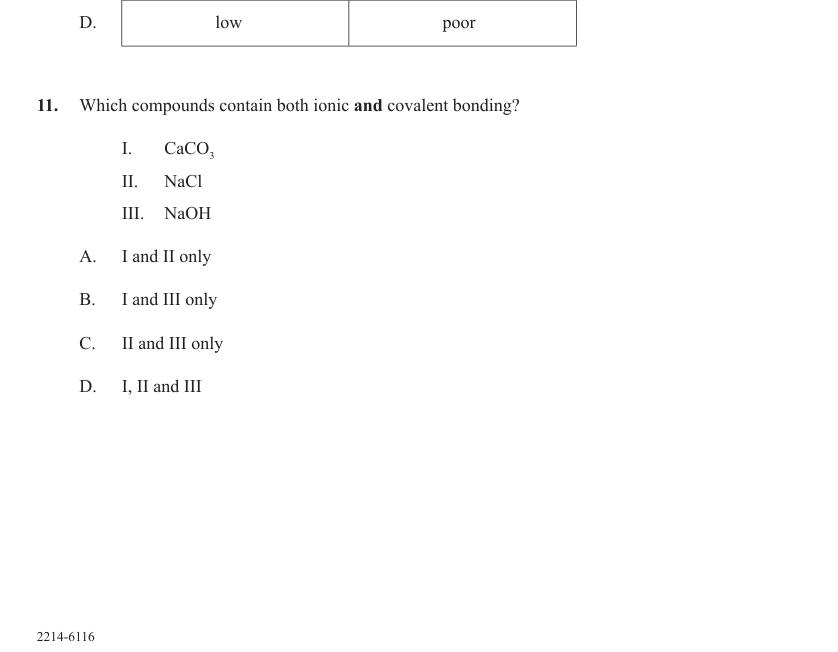 D. low poor
11. Which compounds contain both ionic and covalent bonding?
I. CaCO₃
II. NaCl
III. NaOH
A. I and II only
B. I and III only
C. II and III only
D. I, II and III
2214-6116